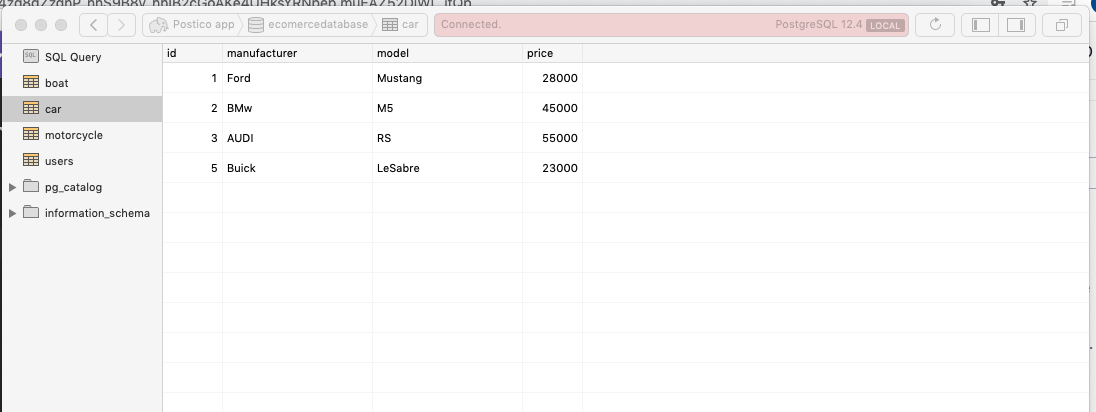 Postico app ecomercedatabase car Connected. PostgreSQL 12.4 LOCAL
SQL SQL Query
boat
car
motorcycle
users
pg_catalog
information_schema
id manufacturer model price
1 Ford Mustang 28000
2 BMw M5 45000
3 AUDI RS 55000
5 Buick LeSabre 23000